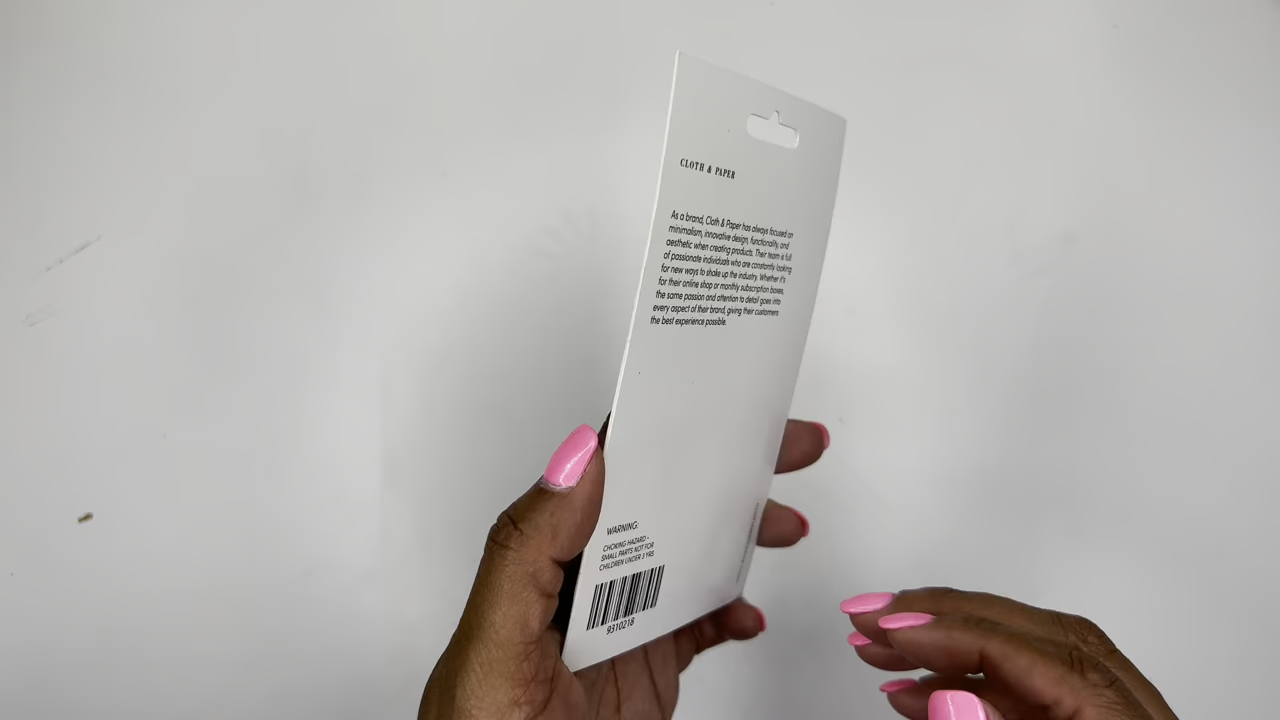 CLOTH & PAPER
As a brand, Cloth & Paper has always focused on
minimalism, innovative design, functionality, and
aesthetic when creating products. Their team is full
of passionate individuals who are constantly looking
for new ways to shake up the industry. Whether it's
for their online shop or monthly subscription boxes,
the same passion and attention to detail goes into
every aspect of their brand, giving their customers
the best experience possible.
WARNING:
CHOKING HAZARD -
SMALL PARTS NOT FOR
CHILDREN UNDER 3 YRS
9310218